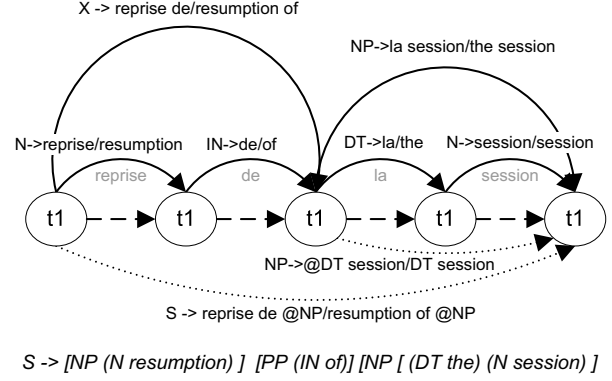 X -> reprise de/resumption of
NP->la session/the session
N->reprise/resumption IN->de/of DT->la/the N->session/session
reprise de la session
t1 t1 t1 t1 t1
NP->@DT session/DT session
S -> reprise de @NP/resumption of @NP
S -> [NP (N resumption) ] [PP (IN of)] [NP [ (DT the) (N session) ]